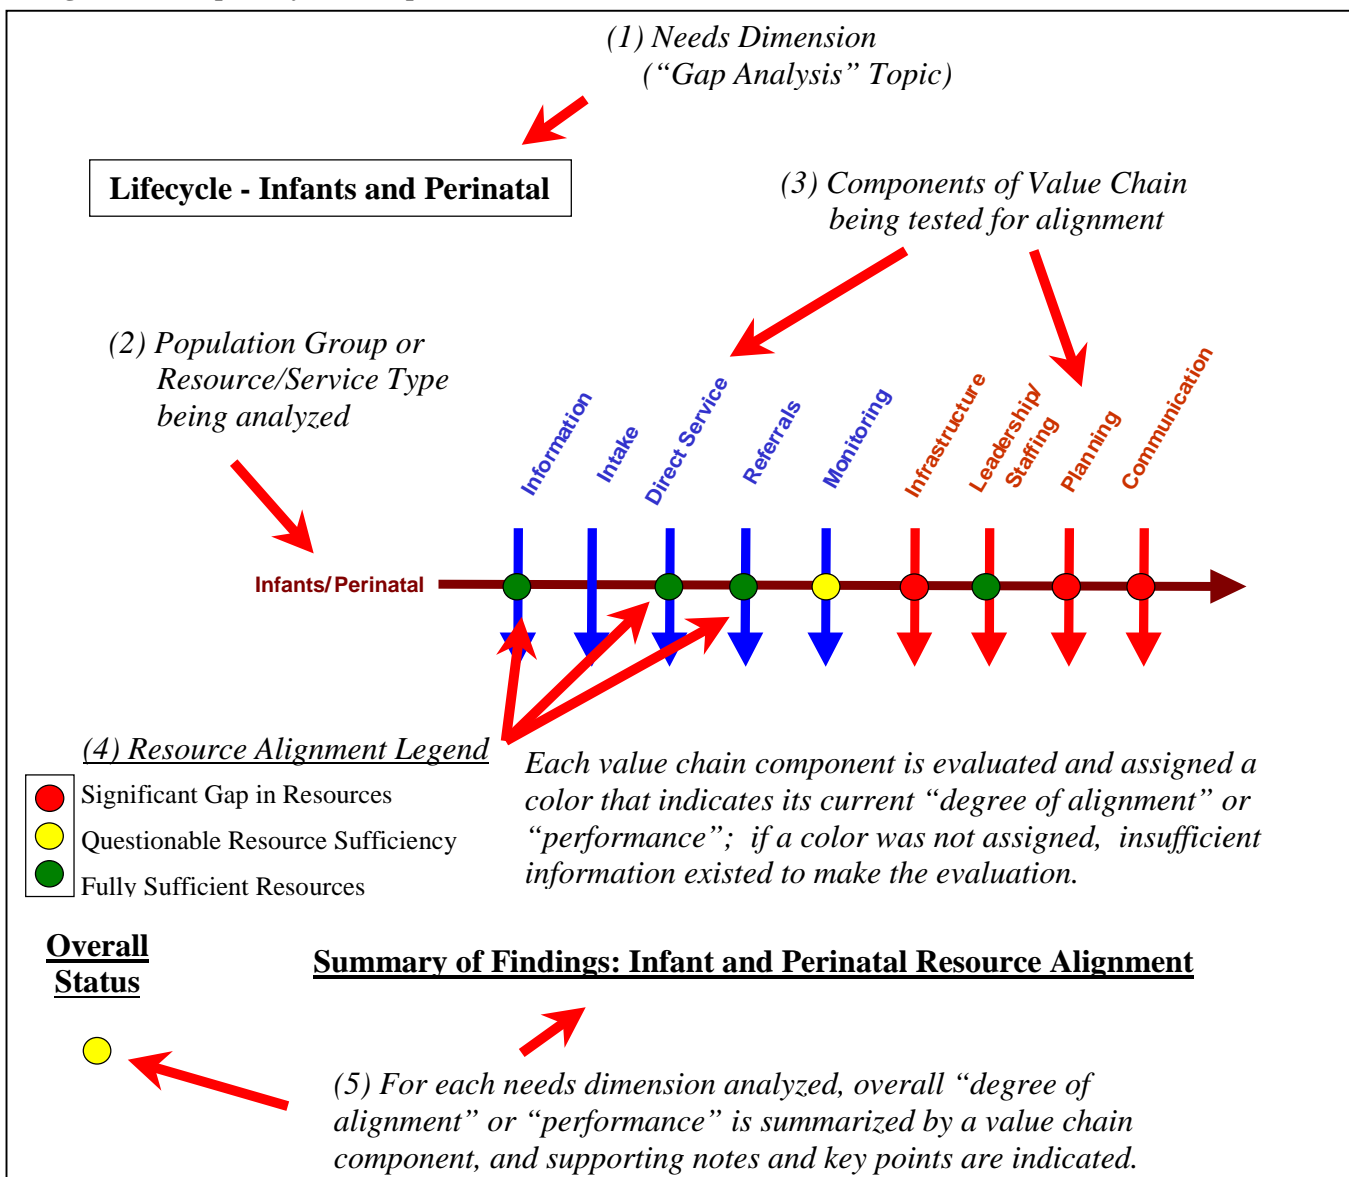 (1) Needs Dimension
(“Gap Analysis” Topic)
Lifecycle - Infants and Perinatal
(3) Components of Value Chain
being tested for alignment
(2) Population Group or
Resource/Service Type
being analyzed
Information
Intake
Direct Service
Referrals
Monitoring
Infrastructure
Leadership/
Staffing
Planning
Communication
Infants/ Perinatal
(4) Resource Alignment Legend
Significant Gap in Resources
Questionable Resource Sufficiency
Fully Sufficient Resources
Each value chain component is evaluated and assigned a
color that indicates its current “degree of alignment” or
“performance”; if a color was not assigned, insufficient
information existed to make the evaluation.
Overall
Status
Summary of Findings: Infant and Perinatal Resource Alignment
(5) For each needs dimension analyzed, overall “degree of
alignment” or “performance” is summarized by a value chain
component, and supporting notes and key points are indicated.